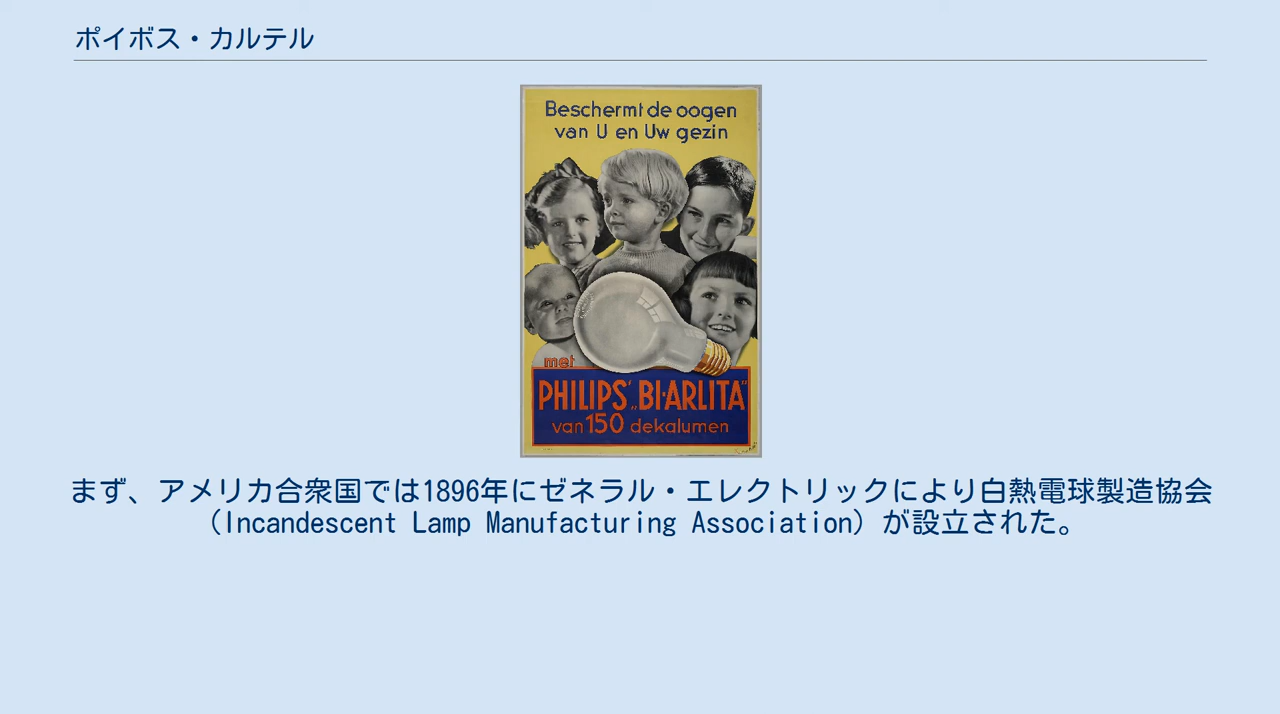 ポイボス・カルテル
Beschermt de oogen
van U en Uw gezin
met
PHILIPS' „BI-ARLITA"
van 150 dekalumen
まず、アメリカ合衆国では1896年にゼネラル・エレクトリックにより白熱電球製造協会
（Incandescent Lamp Manufacturing Association）が設立された。